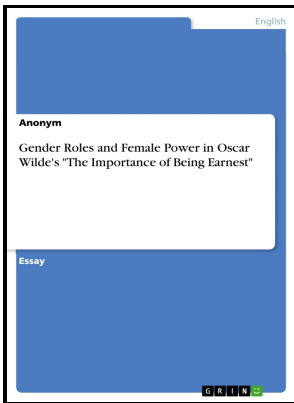 English
Anonym
Gender Roles and Female Power in Oscar
Wilde's "The Importance of Being Earnest"
Essay
GRIN